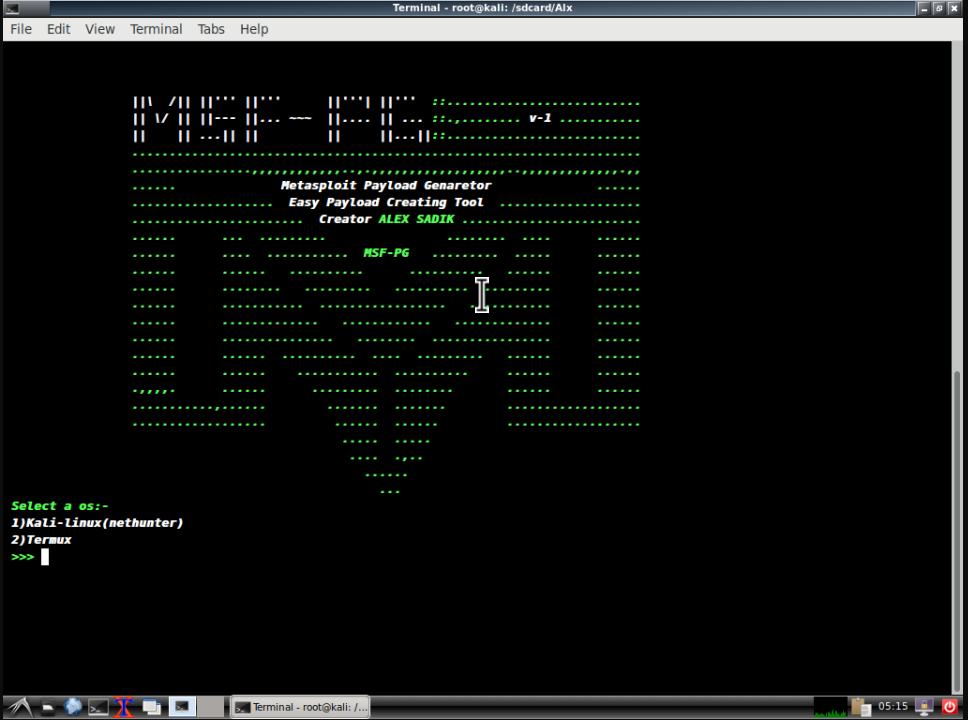 Terminal - root@kali: /sdcard/Alx
File Edit View Terminal Tabs Help
v-1
Metasploit Payload Genaretor
Easy Payload Creating Tool
Creator ALEX SADIK
MSF-PG
Select a os:-
1)Kali-linux(nethunter)
2)Termux
>>>
Terminal - root@kali: /...
05:15